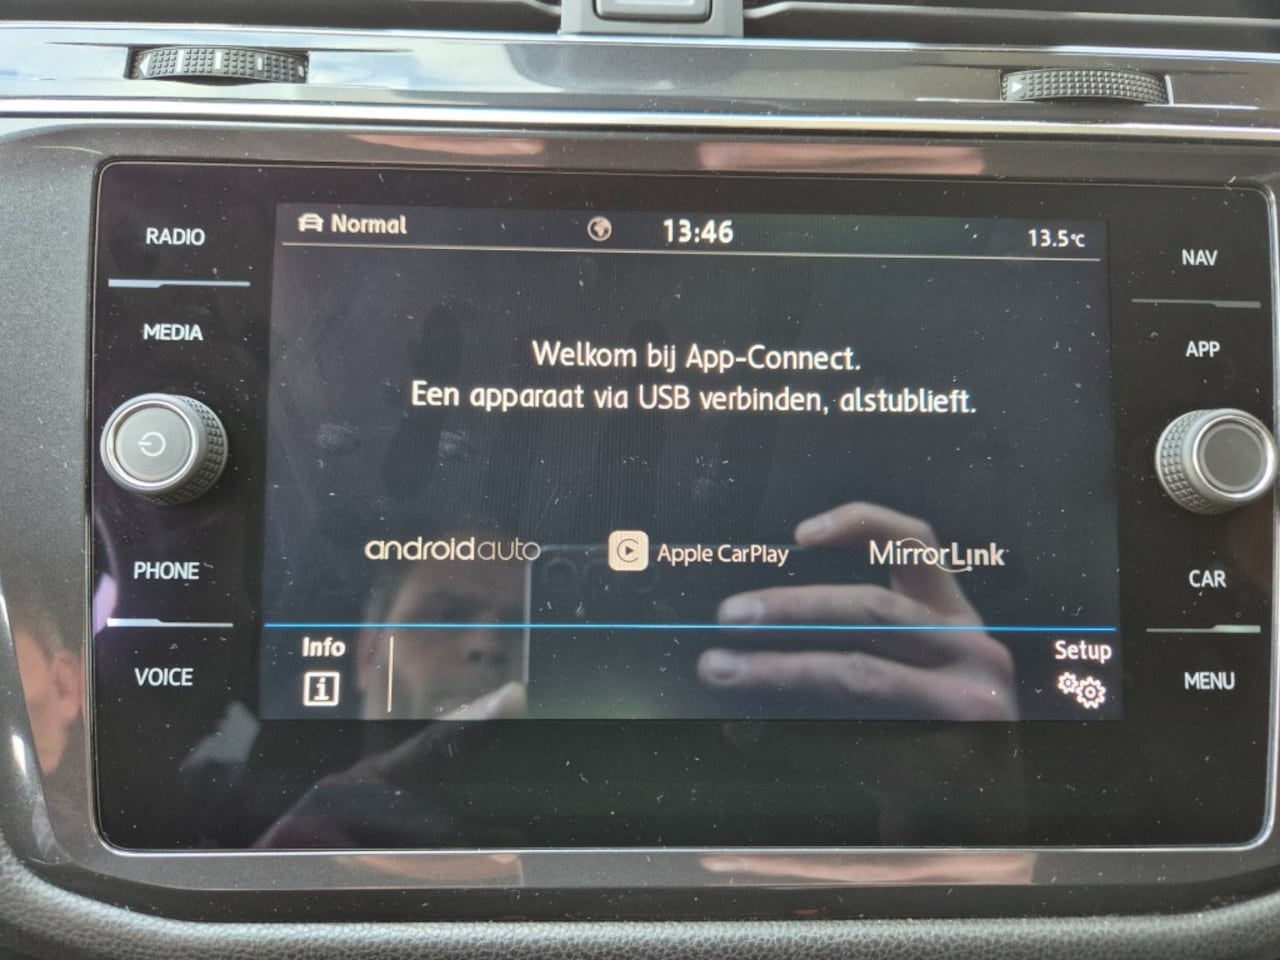 Normal
13:46
13.5°C
RADIO
MEDIA
PHONE
VOICE
NAV
APP
CAR
MENU
Welkom bij App-Connect.
Een apparaat via USB verbinden, alstublieft.
androidauto
Apple CarPlay
MirrorLink
Info
Setup